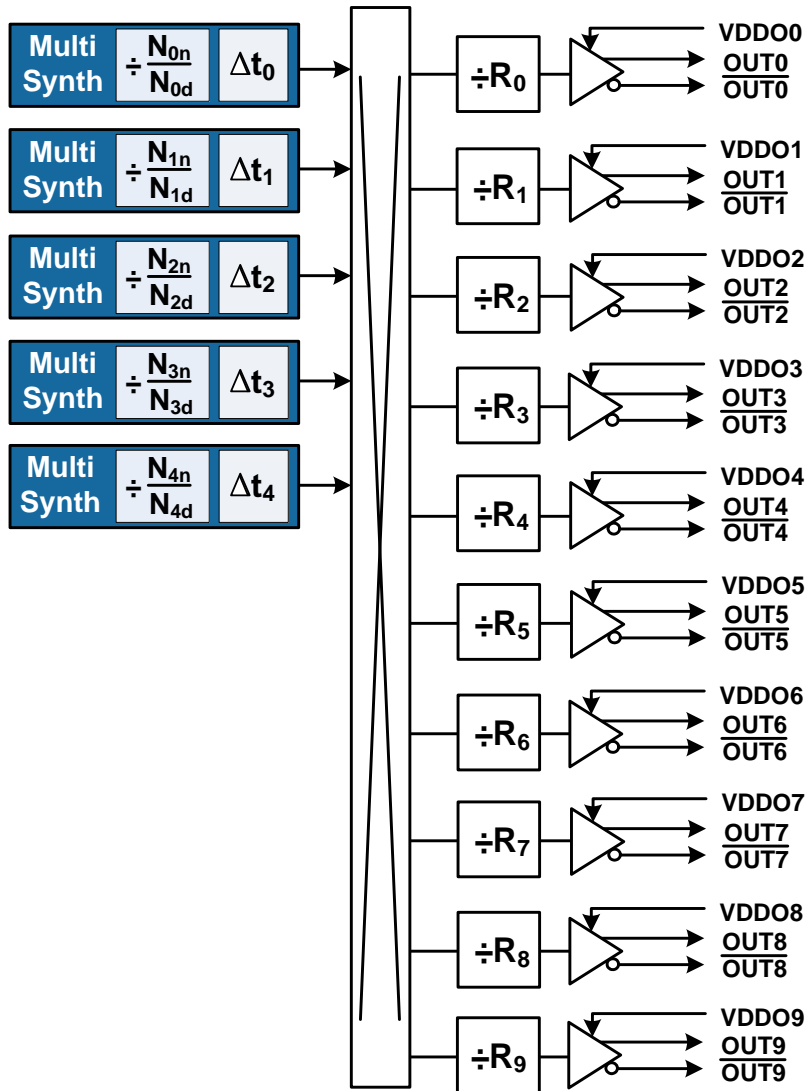 Multi Synth ÷ N0n/N0d Δt0
Multi Synth ÷ N1n/N1d Δt1
Multi Synth ÷ N2n/N2d Δt2
Multi Synth ÷ N3n/N3d Δt3
Multi Synth ÷ N4n/N4d Δt4
÷R0
VDDO0
OUT0
OUT0
÷R1
VDDO1
OUT1
OUT1
÷R2
VDDO2
OUT2
OUT2
÷R3
VDDO3
OUT3
OUT3
÷R4
VDDO4
OUT4
OUT4
÷R5
VDDO5
OUT5
OUT5
÷R6
VDDO6
OUT6
OUT6
÷R7
VDDO7
OUT7
OUT7
÷R8
VDDO8
OUT8
OUT8
÷R9
VDDO9
OUT9
OUT9